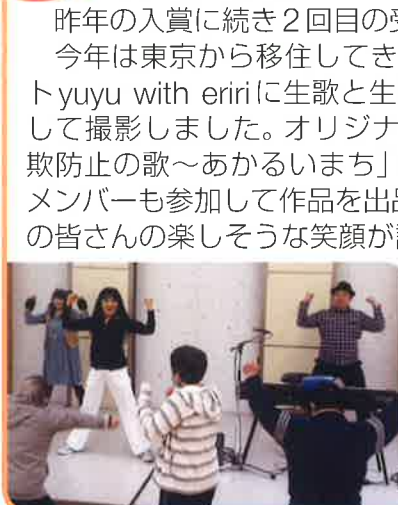 昨年の入賞に続き２回目の受
今年は東京から移住してき
トyuyu with eririに生歌と生
して撮影しました。オリジナ
欺防止の歌～あかるいまち」
メンバーも参加して作品を出品
の皆さんの楽しそうな笑顔が